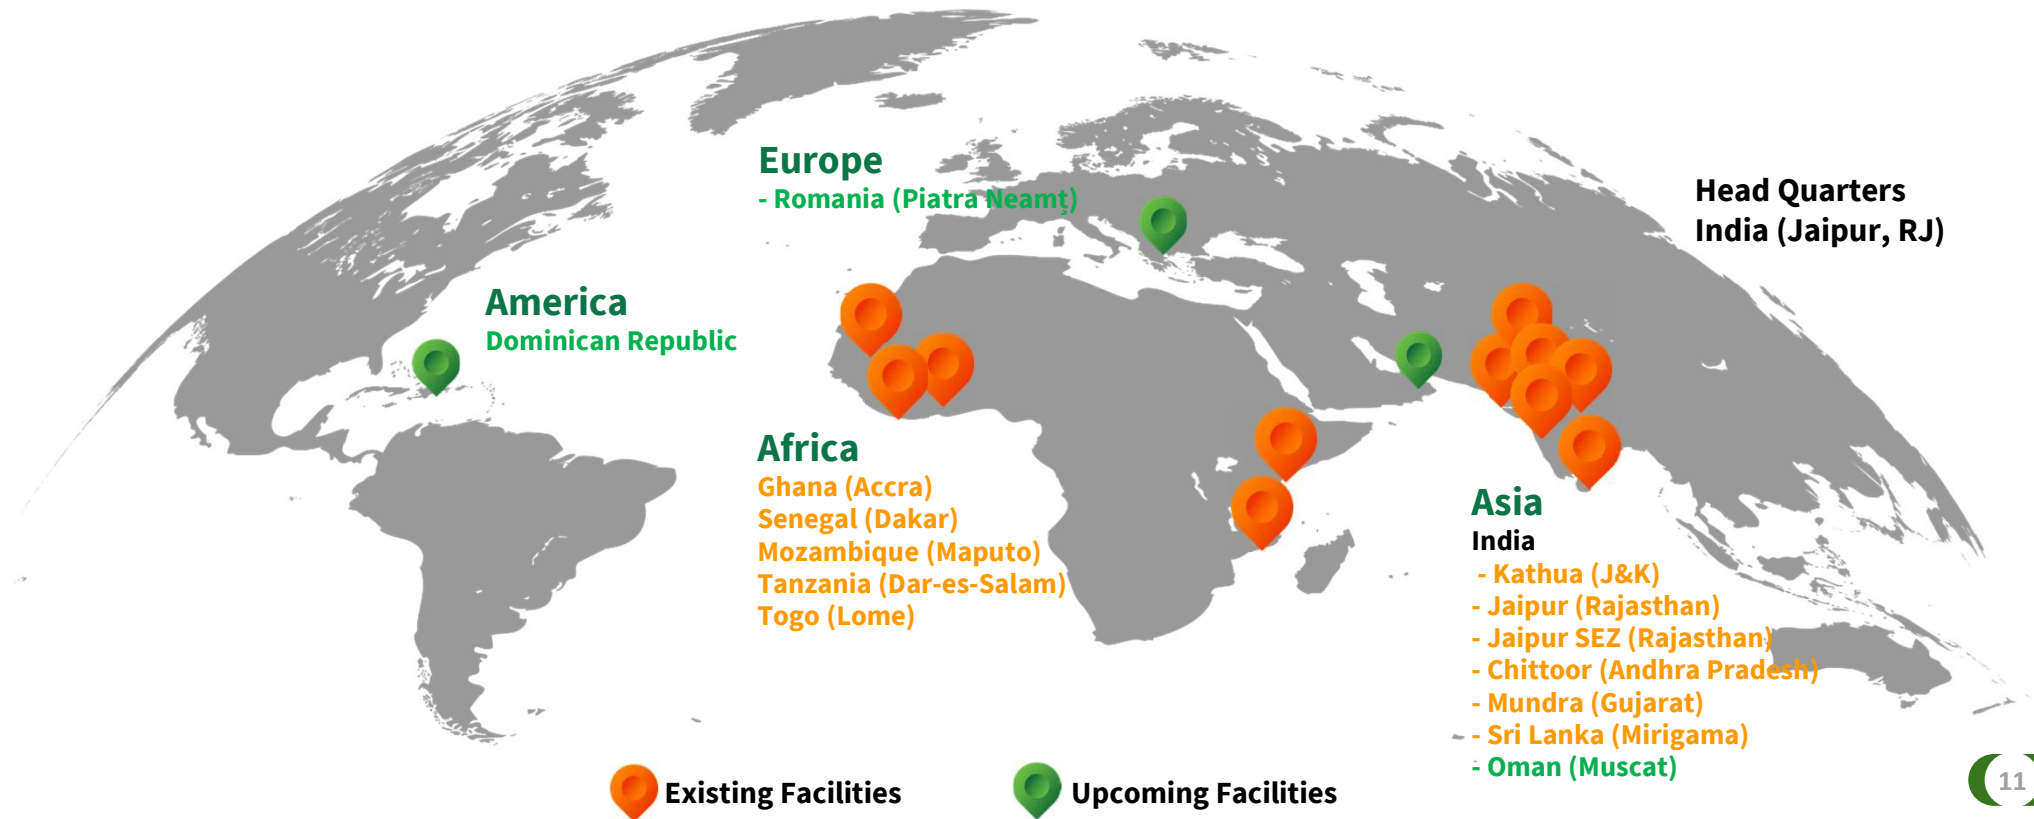 Europe
- Romania (Piatra Neamț)
Head Quarters
India (Jaipur, RJ)
America
Dominican Republic
Africa
Ghana (Accra)
Senegal (Dakar)
Mozambique (Maputo)
Tanzania (Dar-es-Salam)
Togo (Lome)
Asia
India
- Kathua (J&K)
- Jaipur (Rajasthan)
- Jaipur SEZ (Rajasthan)
- Chittoor (Andhra Pradesh)
- Mundra (Gujarat)
- Sri Lanka (Mirigama)
- Oman (Muscat)
Existing Facilities
Upcoming Facilities
11